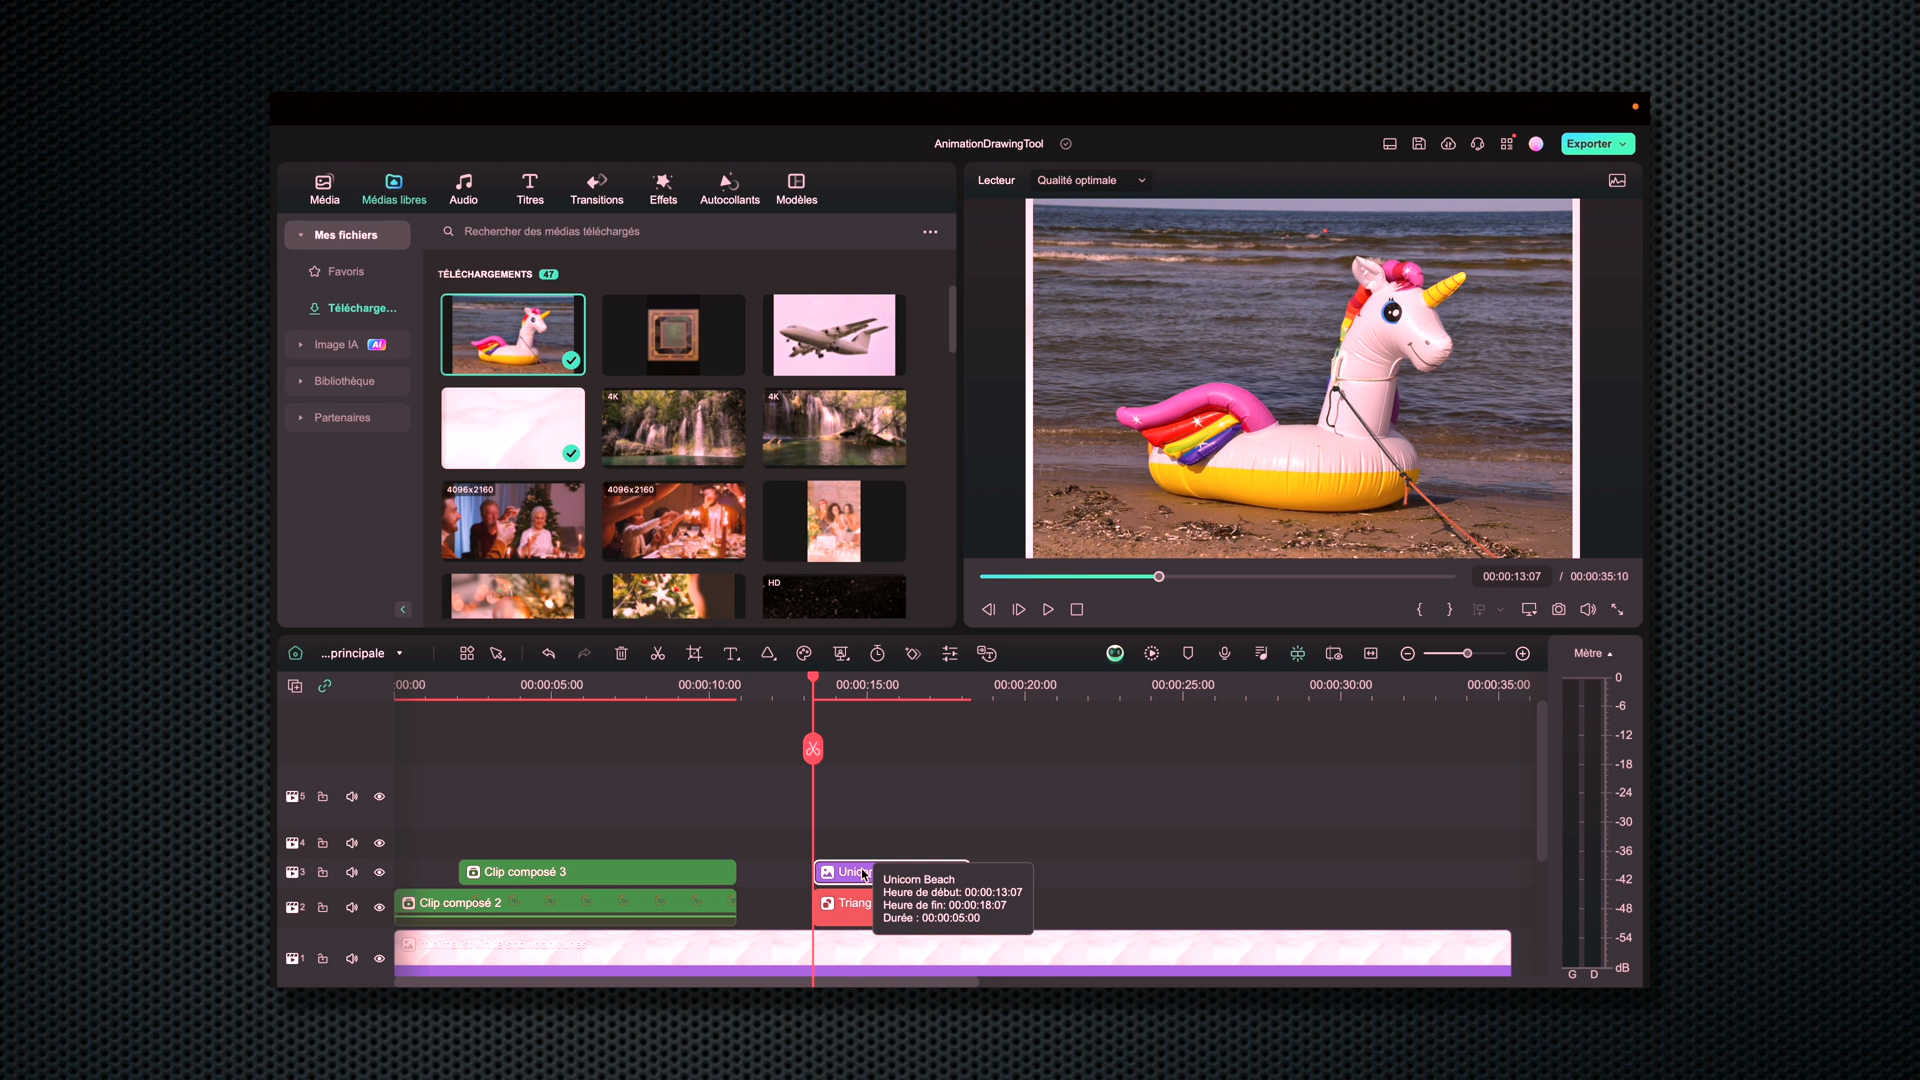 AnimationDrawingTool
Exporter
Média
Médias libres
Audio
Titres
Transitions
Effets
Autocollants
Modèles
Lecteur
Qualité optimale
Mes fichiers
Rechercher des médias téléchargés
Favoris
TÉLÉCHARGEMENTS 47
Télécharge...
Image IA AI
Bibliothèque
Partenaires
4K
4K
4096x2160
4096x2160
HD
00:00:13:07 / 00:00:35:10
...principale
Mètre
:00:00
00:00:05:00
00:00:10:00
00:00:15:00
00:00:20:00
00:00:25:00
00:00:30:00
00:00:35:00
0
-6
-12
-18
-24
-30
-36
-42
-48
-54
dB
G D
5
4
3
Clip composé 3
Unicor
Unicorn Beach
Heure de début: 00:00:13:07
Heure de fin: 00:00:18:07
Durée : 00:00:05:00
2
Clip composé 2
Triang
1